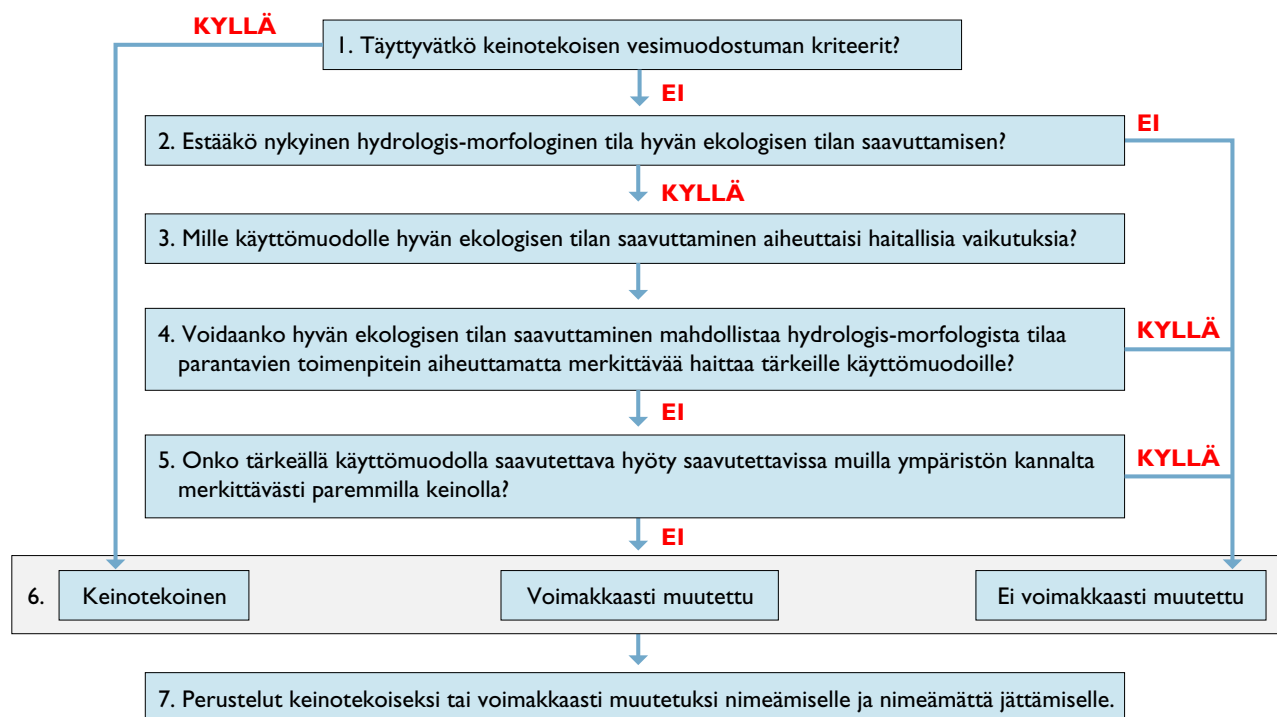 KYLLÄ
1. Täyttyvätkö keinotekoisen vesimuodostuman kriteerit?
EI
2. Estääkö nykyinen hydrologis-morfologinen tila hyvän ekologisen tilan saavuttamisen?
EI
KYLLÄ
3. Mille käyttömuodolle hyvän ekologisen tilan saavuttaminen aiheuttaisi haitallisia vaikutuksia?
4. Voidaanko hyvän ekologisen tilan saavuttaminen mahdollistaa hydrologis-morfologista tilaa
parantavien toimenpitein aiheuttamatta merkittävää haittaa tärkeille käyttömuodoille?
KYLLÄ
EI
5. Onko tärkeällä käyttömuodolla saavutettava hyöty saavutettavissa muilla ympäristön kannalta
merkittävästi paremmilla keinolla?
KYLLÄ
EI
6. Keinotekoinen Voimakkaasti muutettu Ei voimakkaasti muutettu
7. Perustelut keinotekoiseksi tai voimakkaasti muutetuksi nimeämiselle ja nimeämättä jättämiselle.